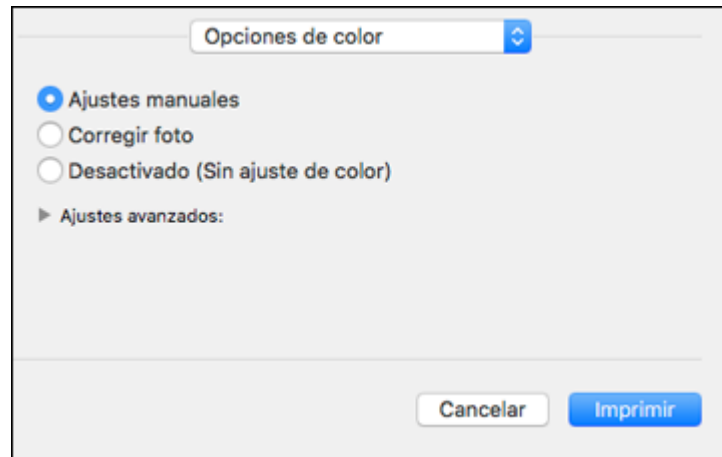 Opciones de color
Ajustes manuales
Corregir foto
Desactivado (Sin ajuste de color)
Ajustes avanzados:
Cancelar
Imprimir